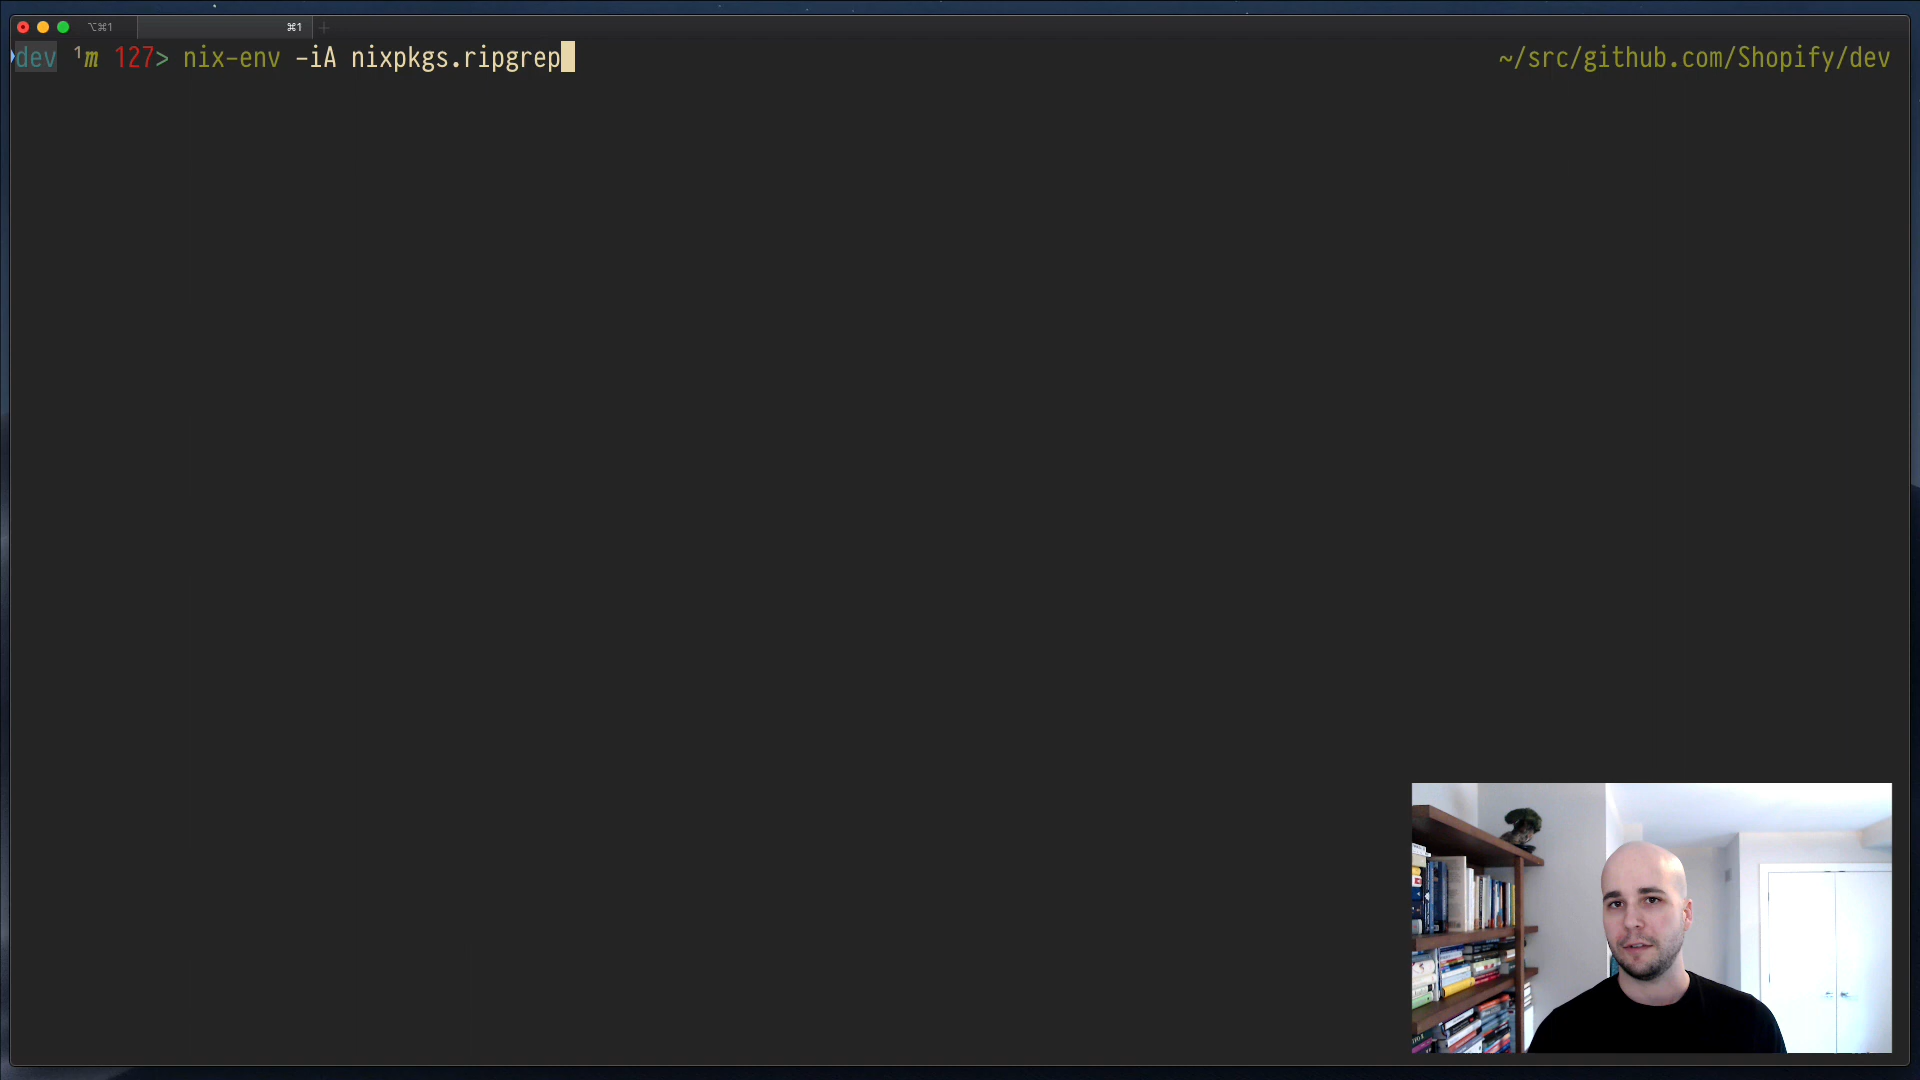 ⌥⌘1 ⌘1 +
dev ¹m 127> nix-env -iA nixpkgs.ripgrep ~/src/github.com/Shopify/dev